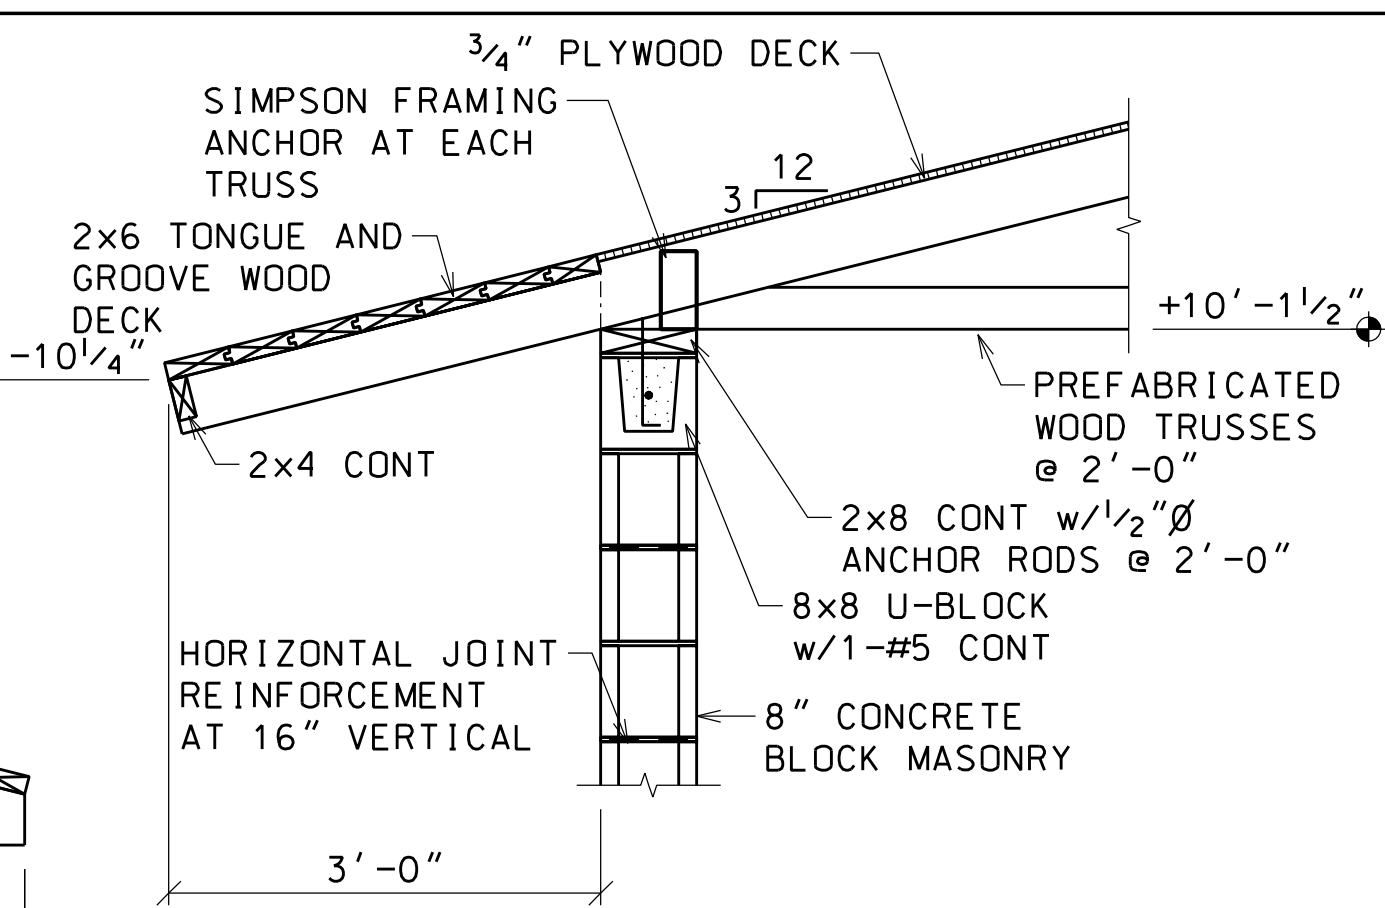 3/4" PLYWOOD DECK
SIMPSON FRAMING
ANCHOR AT EACH
TRUSS
12
3
2x6 TONGUE AND
GROOVE WOOD
DECK
-10 1/4"
+10'-1 1/2"
PREFABRICATED
WOOD TRUSSES
@ 2'-0"
2x4 CONT
2x8 CONT w/1/2"Ø
ANCHOR RODS @ 2'-0"
8x8 U-BLOCK
w/1-#5 CONT
HORIZONTAL JOINT
REINFORCEMENT
AT 16" VERTICAL
8" CONCRETE
BLOCK MASONRY
3'-0"